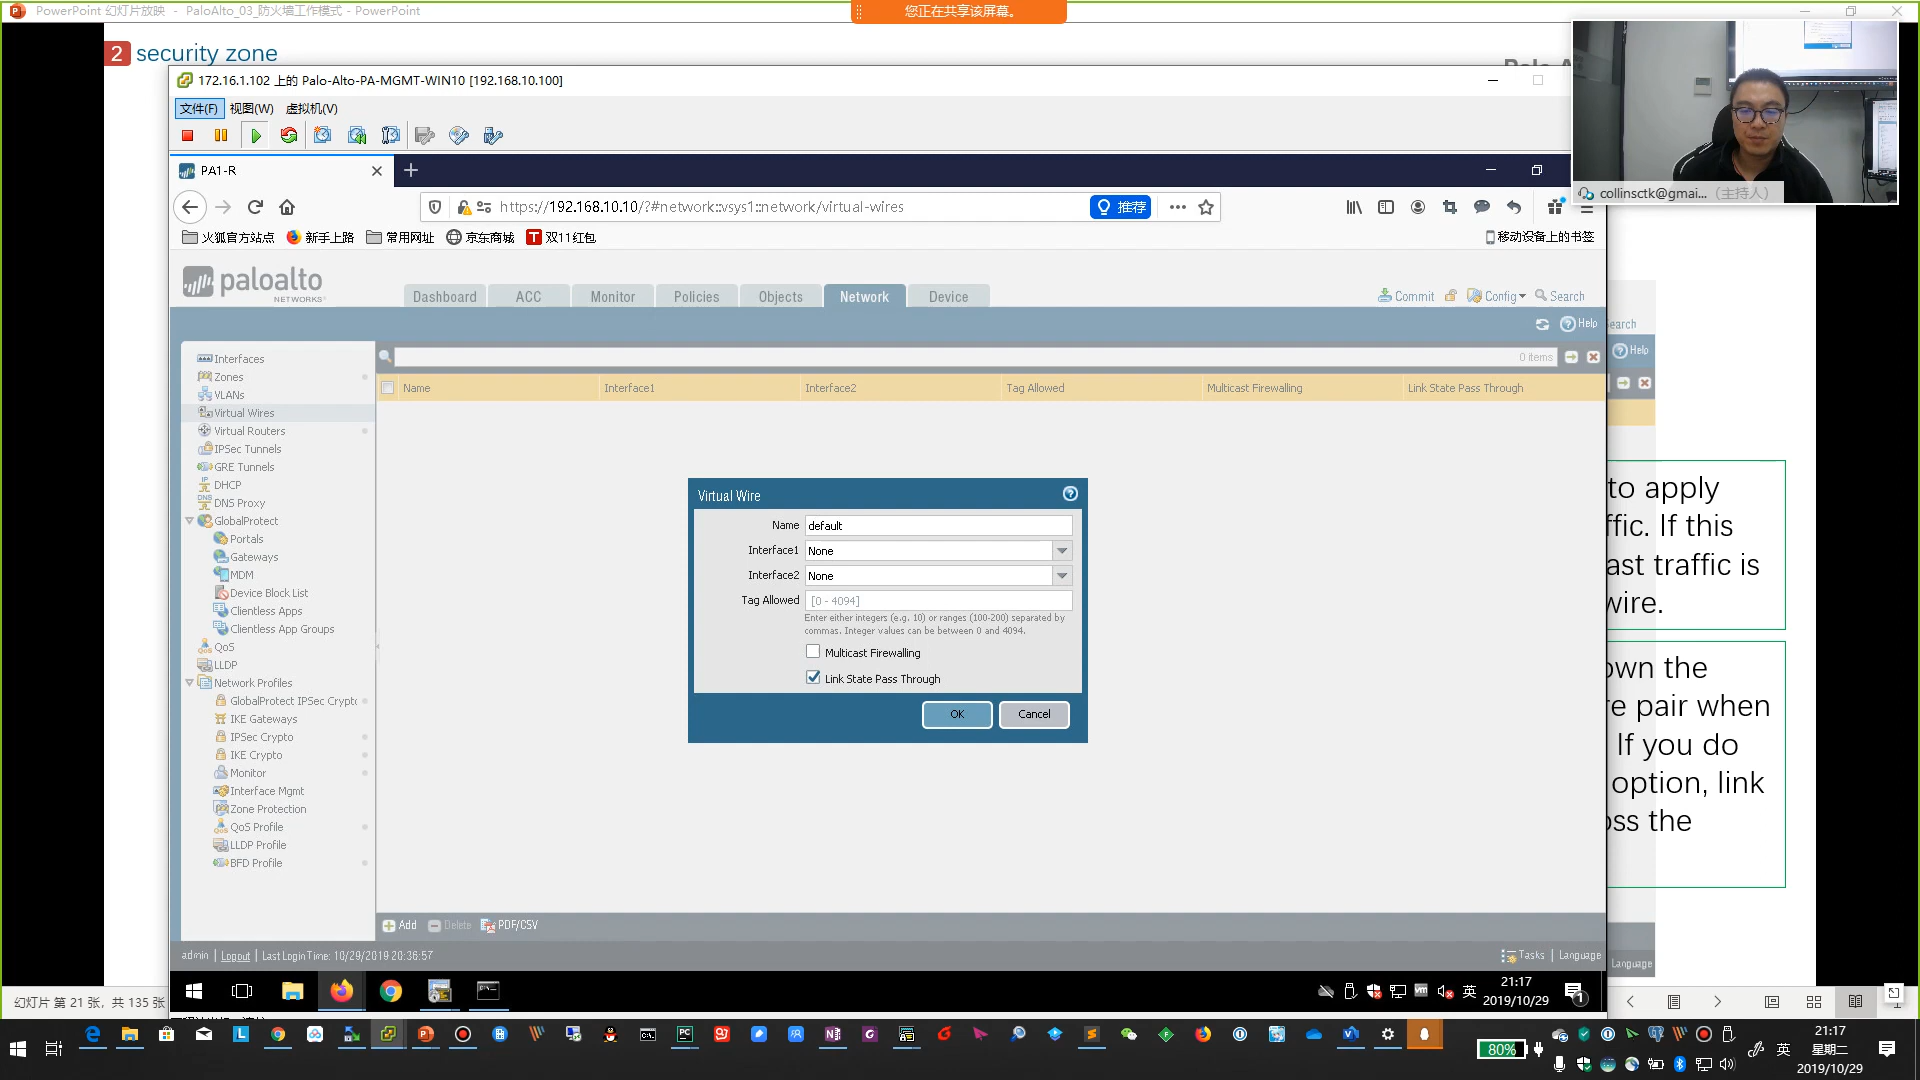 PowerPoint 幻灯片放映 - PaloAlto_03_防火墙工作模式 - PowerPoint
您正在共享该屏幕。
2 security zone
172.16.1.102 上的 Palo-Alto-PA-MGMT-WIN10 [192.168.10.100]
文件(F) 视图(W) 虚拟机(V)
collinsctk@gmai... (主持人)
PA1-R
https://192.168.10.10/?#network::vsys1::network/virtual-wires
推荐
火狐官方站点 新手上路 常用网址 京东商城 双11红包
移动设备上的书签
paloalto
NETWORKS
Dashboard ACC Monitor Policies Objects Network Device
Commit Config Search
Help
earch
Help
0 items
Name Interface1 Interface2 Tag Allowed Multicast Firewalling Link State Pass Through
Interfaces
Zones
VLANs
Virtual Wires
Virtual Routers
IPSec Tunnels
GRE Tunnels
DHCP
DNS Proxy
GlobalProtect
Portals
Gateways
MDM
Device Block List
Clientless Apps
Clientless App Groups
QoS
LLDP
Network Profiles
GlobalProtect IPSec Crypto
IKE Gateways
IPSec Crypto
IKE Crypto
Monitor
Interface Mgmt
Zone Protection
QoS Profile
LLDP Profile
BFD Profile
Virtual Wire
Name default
Interface1 None
Interface2 None
Tag Allowed [0 - 4094]
Enter either integers (e.g. 10) or ranges (100-200) separated by
commas. Integer values can be between 0 and 4094.
Multicast Firewalling
Link State Pass Through
OK Cancel
to apply
ffic. If this
ast traffic is
wire.
own the
re pair when
If you do
option, link
oss the
Add Delete PDF/CSV
admin | Logout | Last Login Time: 10/29/2019 20:36:57
Tasks | Language
Language
英
21:17
2019/10/29
1
幻灯片 第 21 张，共 135 张
80%
英
21:17
星期二
2019/10/29